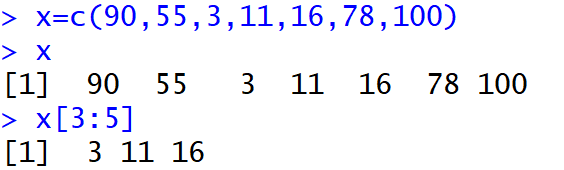 > x=c(90,55,3,11,16,78,100)
> x
[1]  90  55   3  11  16  78 100
> x[3:5]
[1]  3 11 16